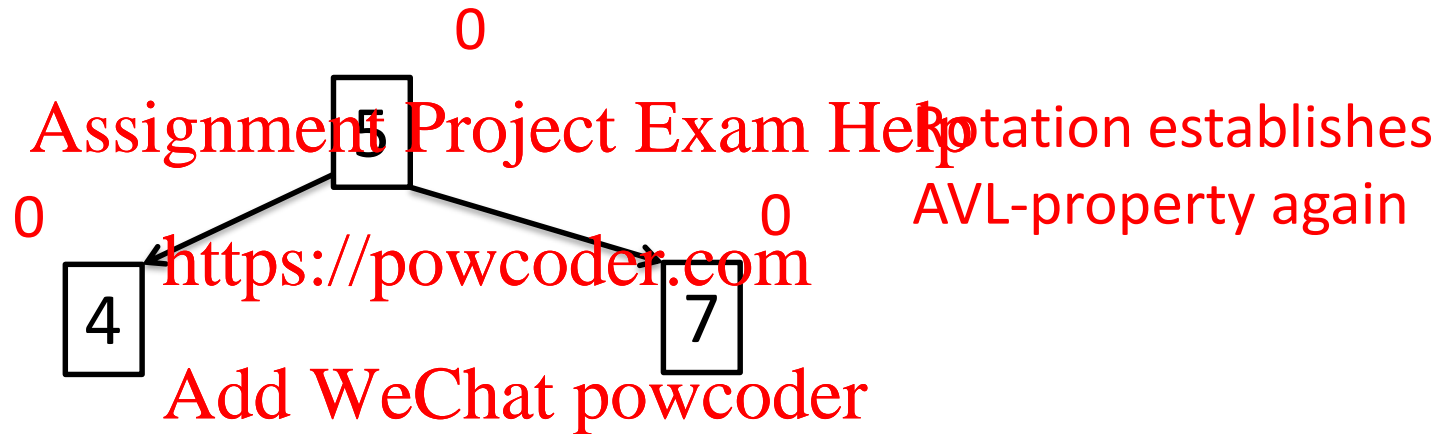 0
5
Assignment Project Exam Help
Rotation establishes
AVL-property again
0
0
https://powcoder.com
4
7
Add WeChat powcoder